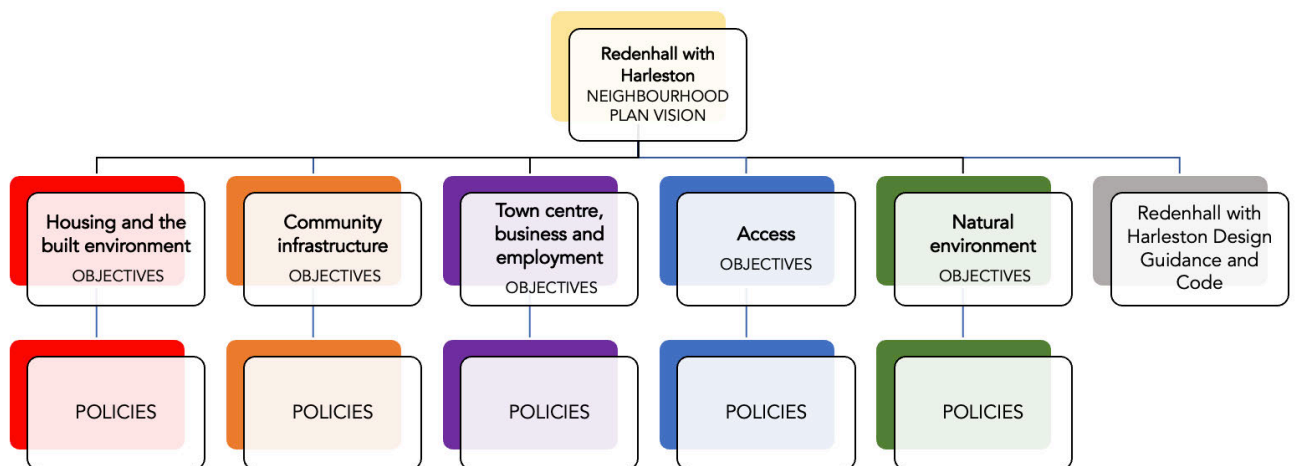 Redenhall with
Harleston
NEIGHBOURHOOD
PLAN VISION
Housing and the
built environment
OBJECTIVES
Community
infrastructure
OBJECTIVES
Town centre,
business and
employment
OBJECTIVES
Access
OBJECTIVES
Natural
environment
OBJECTIVES
Redenhall with
Harleston Design
Guidance and
Code
POLICIES
POLICIES
POLICIES
POLICIES
POLICIES